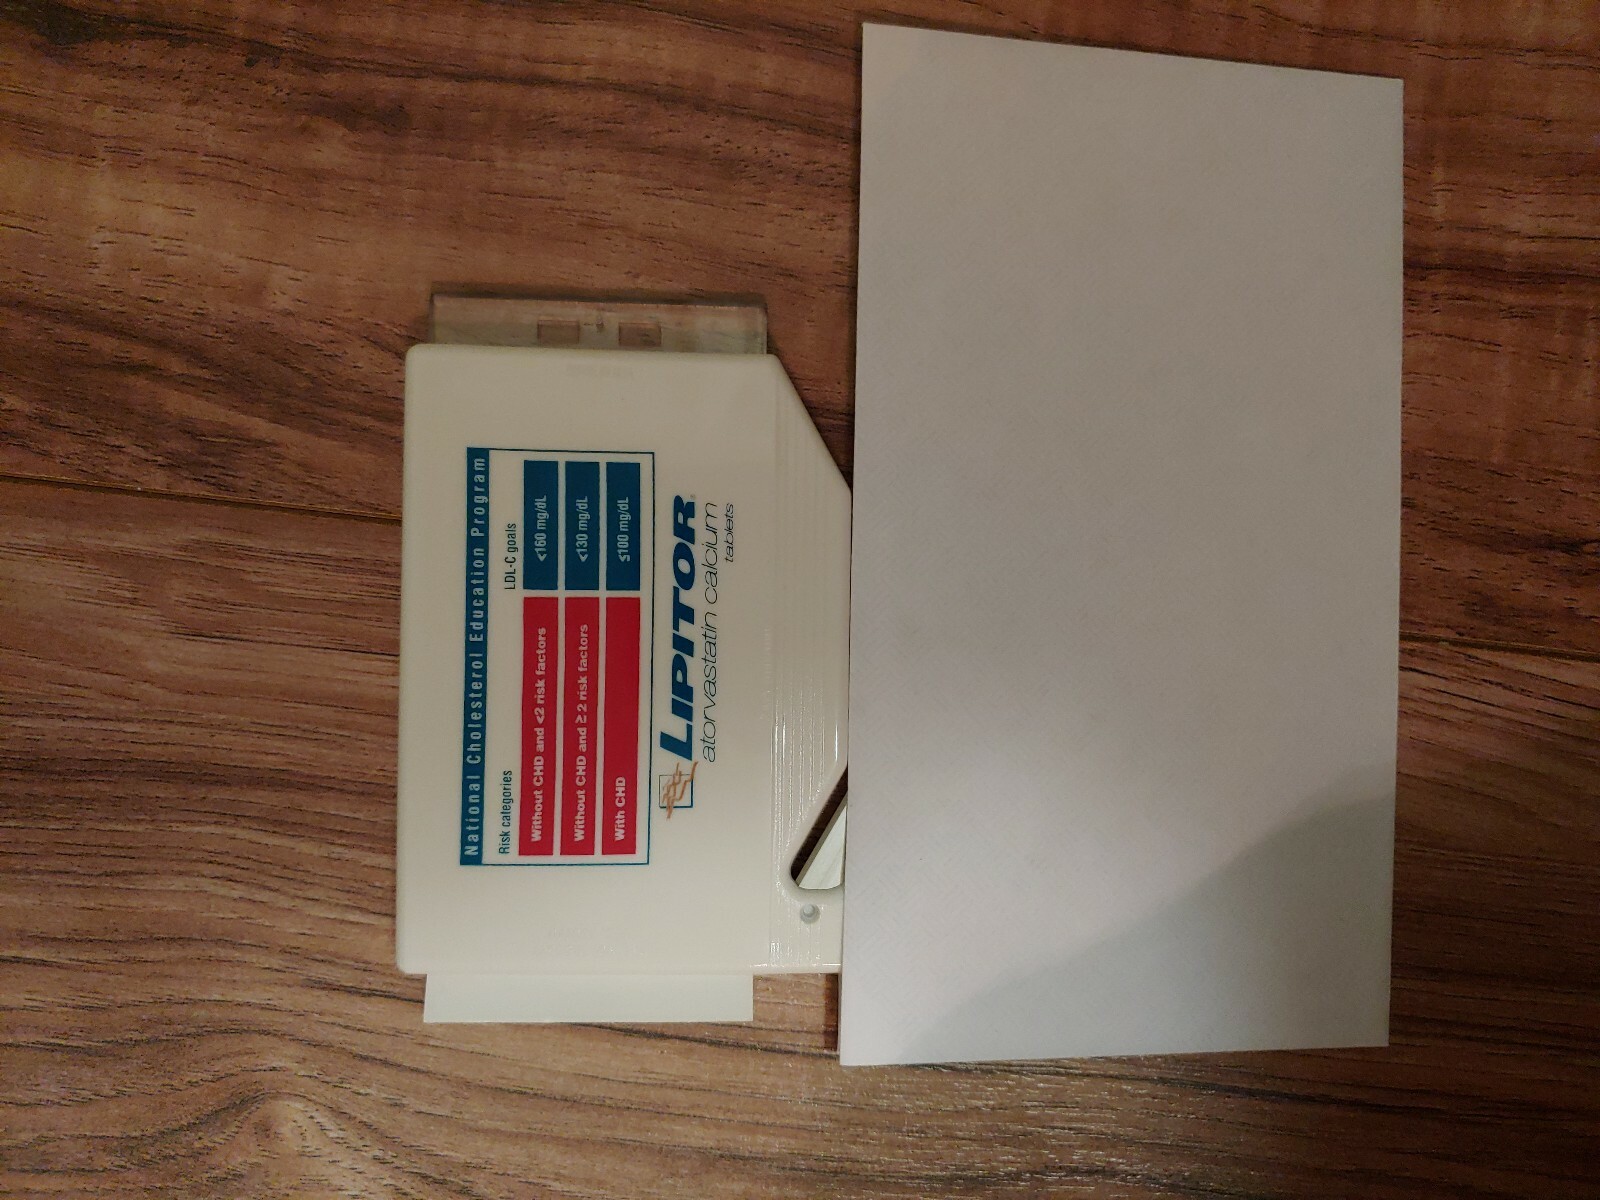 National Cholesterol Education Program
Risk categories LDL-C goals
Without CHD and <2 risk factors <160 mg/dL
Without CHD and ≥ 2 risk factors <130 mg/dL
With CHD ≤100 mg/dL
LIPITOR®
atorvastatin calcium
tablets